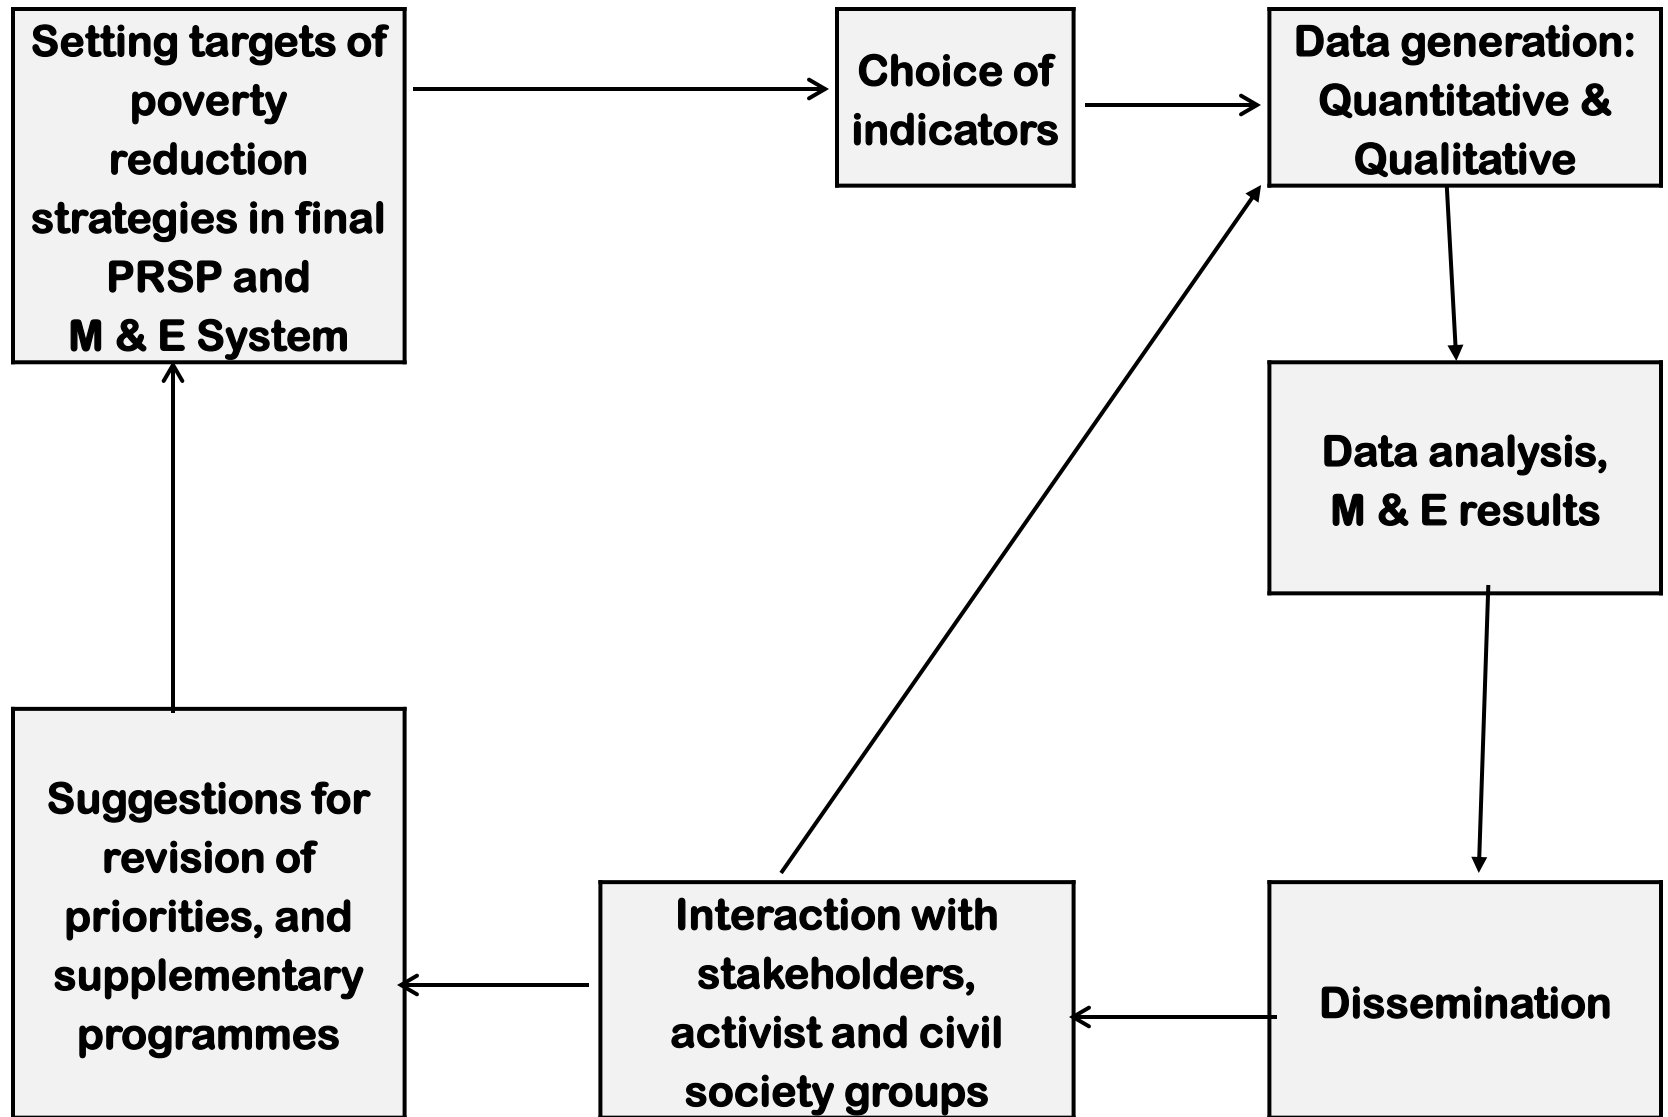 Setting targets of
poverty
reduction
strategies in final
PRSP and
M & E System
Choice of
indicators
Data generation:
Quantitative &
Qualitative
Data analysis,
M & E results
Dissemination
Interaction with
stakeholders,
activist and civil
society groups
Suggestions for
revision of
priorities, and
supplementary
programmes